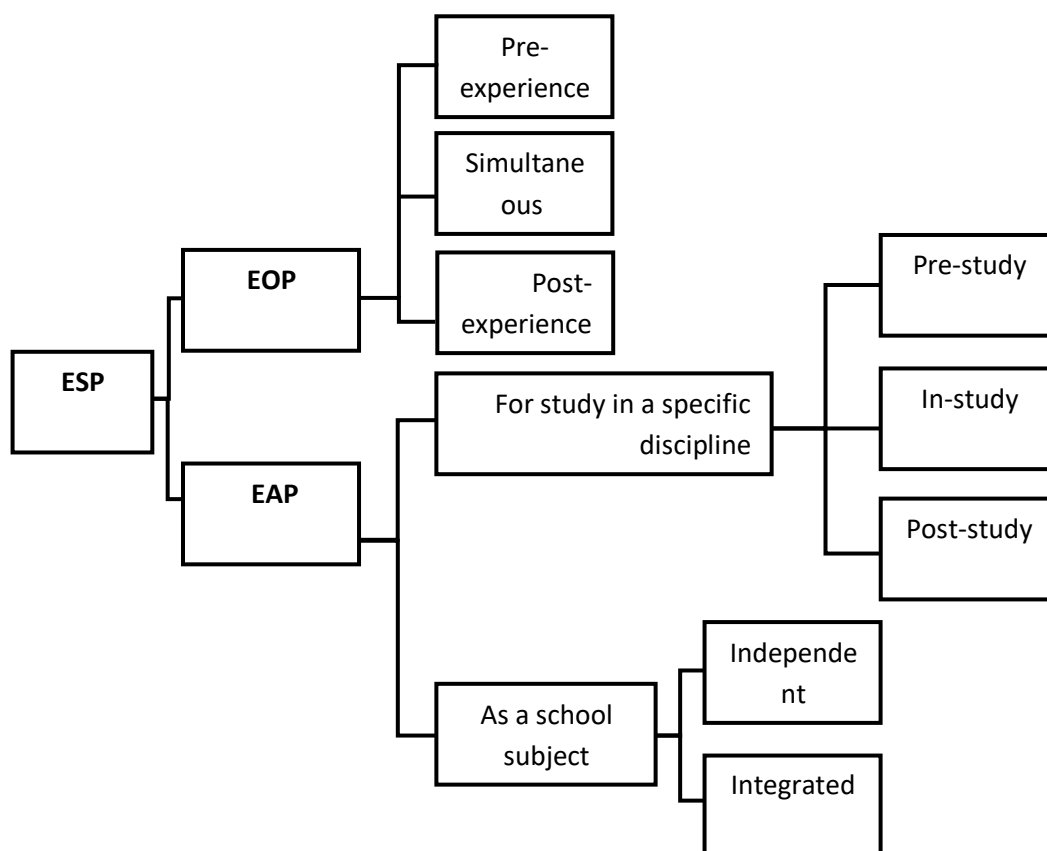 Pre-
experience
Simultane
ous
EOP
Post-
experience
Pre-study
ESP
For study in a specific
discipline
In-study
EAP
Post-study
Independe
nt
As a school
subject
Integrated